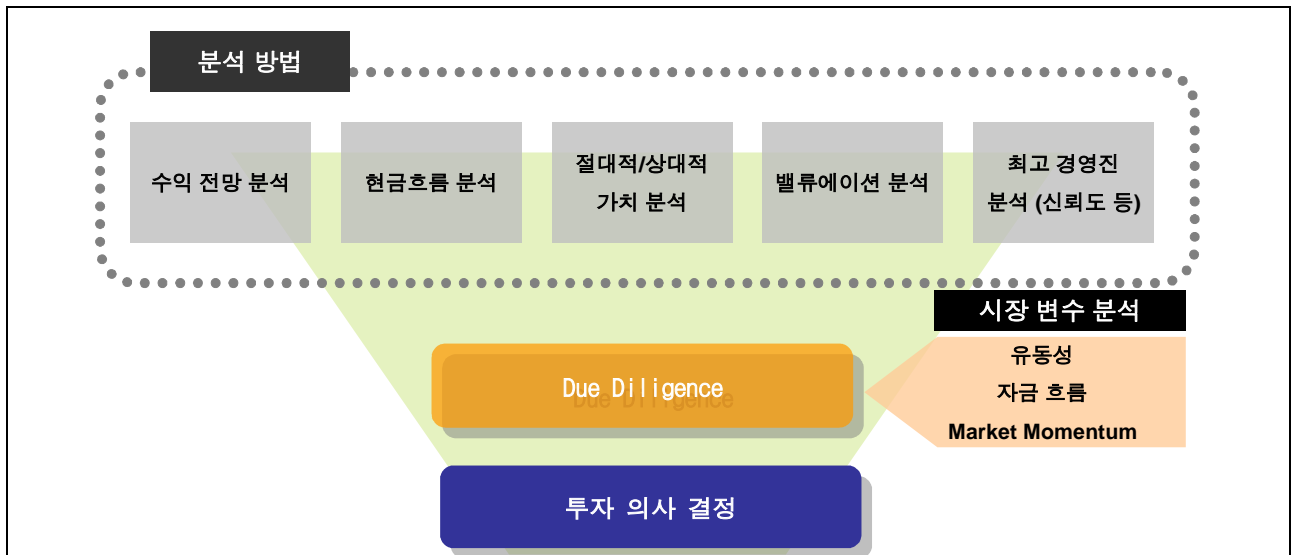 분석 방법
수익 전망 분석
현금흐름 분석
절대적/상대적
가치 분석
밸류에이션 분석
최고 경영진
분석 (신뢰도 등)
시장 변수 분석
유동성
자금 흐름
Market Momentum
Due Diligence
투자 의사 결정